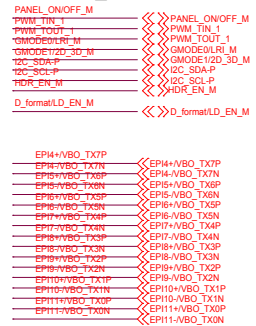 PANEL_ON/OFF_M PANEL_ON/OFF_M
PWM_TIN_1 PWM_TIN_1
PWM_TOUT_1 PWM_TOUT_1
GMODE0/LRI_M GMODE0/LRI_M
GMODE1/2D_3D_M GMODE1/2D_3D_M
I2C_SDA-P I2C_SDA-P
I2C_SCL-P I2C_SCL-P
HDR_EN_M HDR_EN_M
D_format/LD_EN_M D_format/LD_EN_M
EPI4+/VBO_TX7P EPI4+/VBO_TX7P
EPI4-/VBO_TX7N EPI4-/VBO_TX7N
EPI5+/VBO_TX6P EPI5+/VBO_TX6P
EPI5-/VBO_TX6N EPI5-/VBO_TX6N
EPI6+/VBO_TX5P EPI6+/VBO_TX5P
EPI6-/VBO_TX5N EPI6-/VBO_TX5N
EPI7+/VBO_TX4P EPI7+/VBO_TX4P
EPI7-/VBO_TX4N EPI7-/VBO_TX4N
EPI8+/VBO_TX3P EPI8+/VBO_TX3P
EPI8-/VBO_TX3N EPI8-/VBO_TX3N
EPI9+/VBO_TX2P EPI9+/VBO_TX2P
EPI9-/VBO_TX2N EPI9-/VBO_TX2N
EPI10+/VBO_TX1P EPI10+/VBO_TX1P
EPI10-/VBO_TX1N EPI10-/VBO_TX1N
EPI11+/VBO_TX0P EPI11+/VBO_TX0P
EPI11-/VBO_TX0N EPI11-/VBO_TX0N